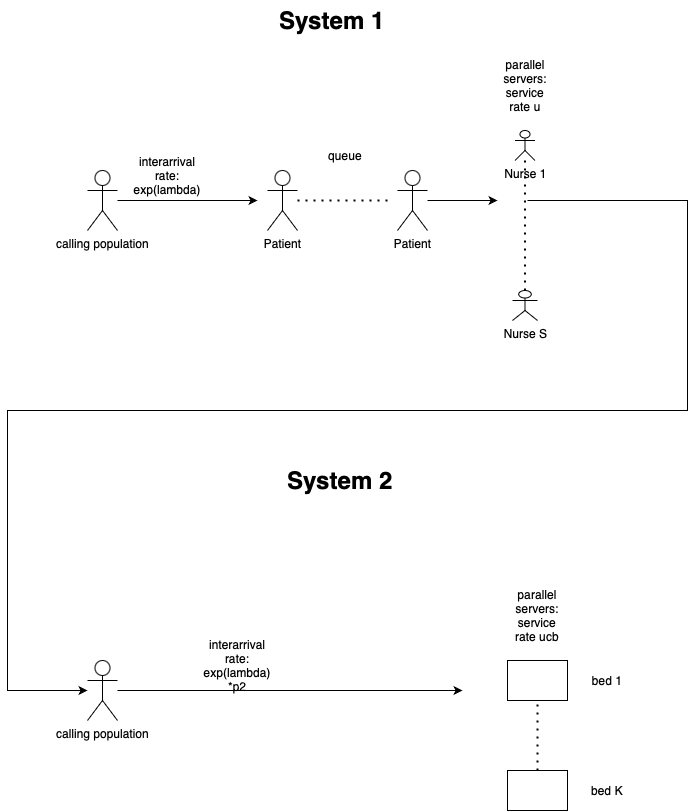 System 1
parallel
servers:
service
rate u
interarrival
rate:
exp(lambda)
queue
Nurse 1
calling population
Patient
Patient
Nurse S
System 2
parallel
servers:
service
rate ucb
interarrival
rate:
exp(lambda)
*p2
bed 1
calling population
bed K